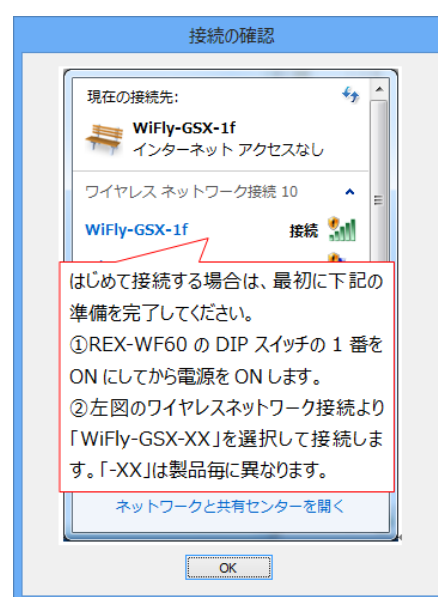 接続の確認
現在の接続先:
WiFly-GSX-1f
インターネット アクセスなし
ワイヤレス ネットワーク接続 10
WiFly-GSX-1f 接続
はじめて接続する場合は、最初に下記の
準備を完了してください。
①REX-WF60 の DIP スイッチの 1 番を
ON にしてから電源を ON します。
②左図のワイヤレスネットワーク接続より
「WiFly-GSX-XX」を選択して接続しま
す。「-XX」は製品毎に異なります。
ネットワークと共有センターを開く
OK